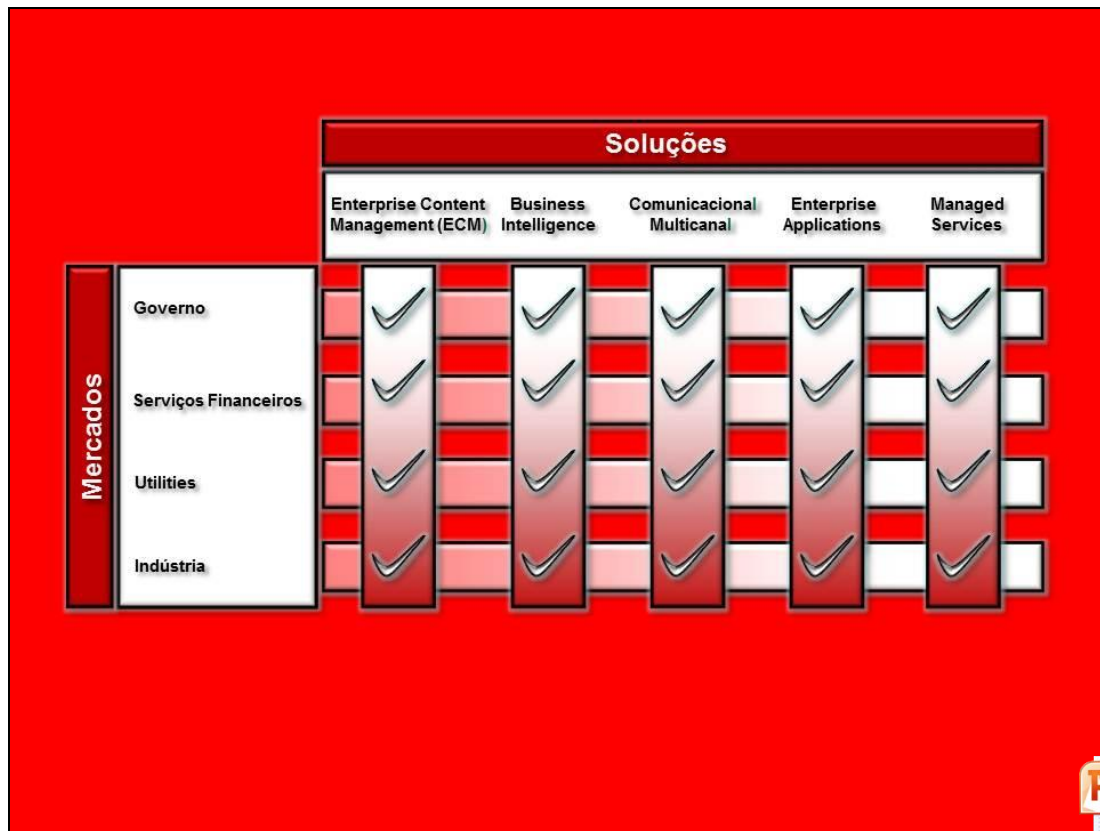 Soluções
Enterprise Content
Management (ECM)
Business
Intelligence
Comunicacional
Multicanal
Enterprise
Applications
Managed
Services
Mercados
Governo
Serviços Financeiros
Utilities
Indústria